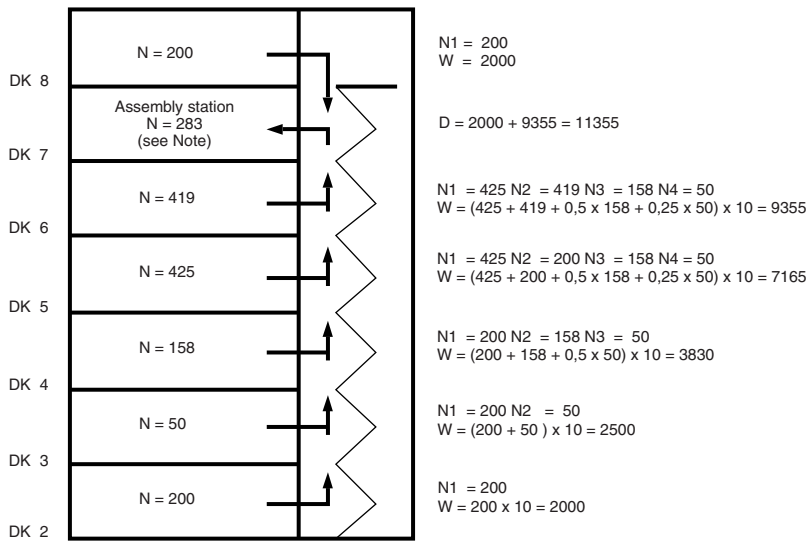 N = 200
N1 = 200
W = 2000
DK 8
Assembly station
N = 283
(see Note)
D = 2000 + 9355 = 11355
DK 7
N = 419
N1 = 425 N2 = 419 N3 = 158 N4 = 50
W = (425 + 419 + 0,5 x 158 + 0,25 x 50) x 10 = 9355
DK 6
N = 425
N1 = 425 N2 = 200 N3 = 158 N4 = 50
W = (425 + 200 + 0,5 x 158 + 0,25 x 50) x 10 = 7165
DK 5
N = 158
N1 = 200 N2 = 158 N3 = 50
W = (200 + 158 + 0,5 x 50) x 10 = 3830
DK 4
N = 50
N1 = 200 N2 = 50
W = (200 + 50 ) x 10 = 2500
DK 3
N = 200
N1 = 200
W = 200 x 10 = 2000
DK 2